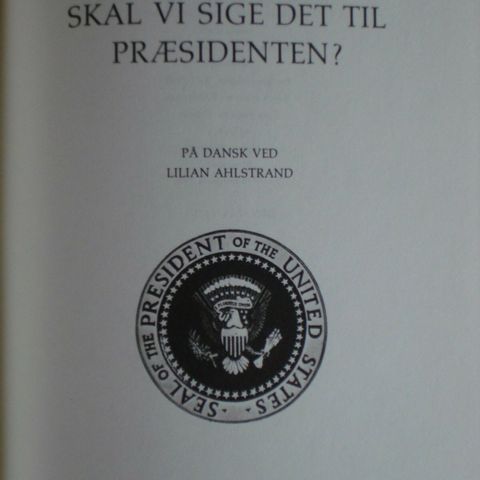 SKAL VI SIGE DET TIL
PRÆSIDENTEN?
PÅ DANSK VED
LILIAN AHLSTRAND
SEAL OF THE PRESIDENT OF THE UNITED STATES